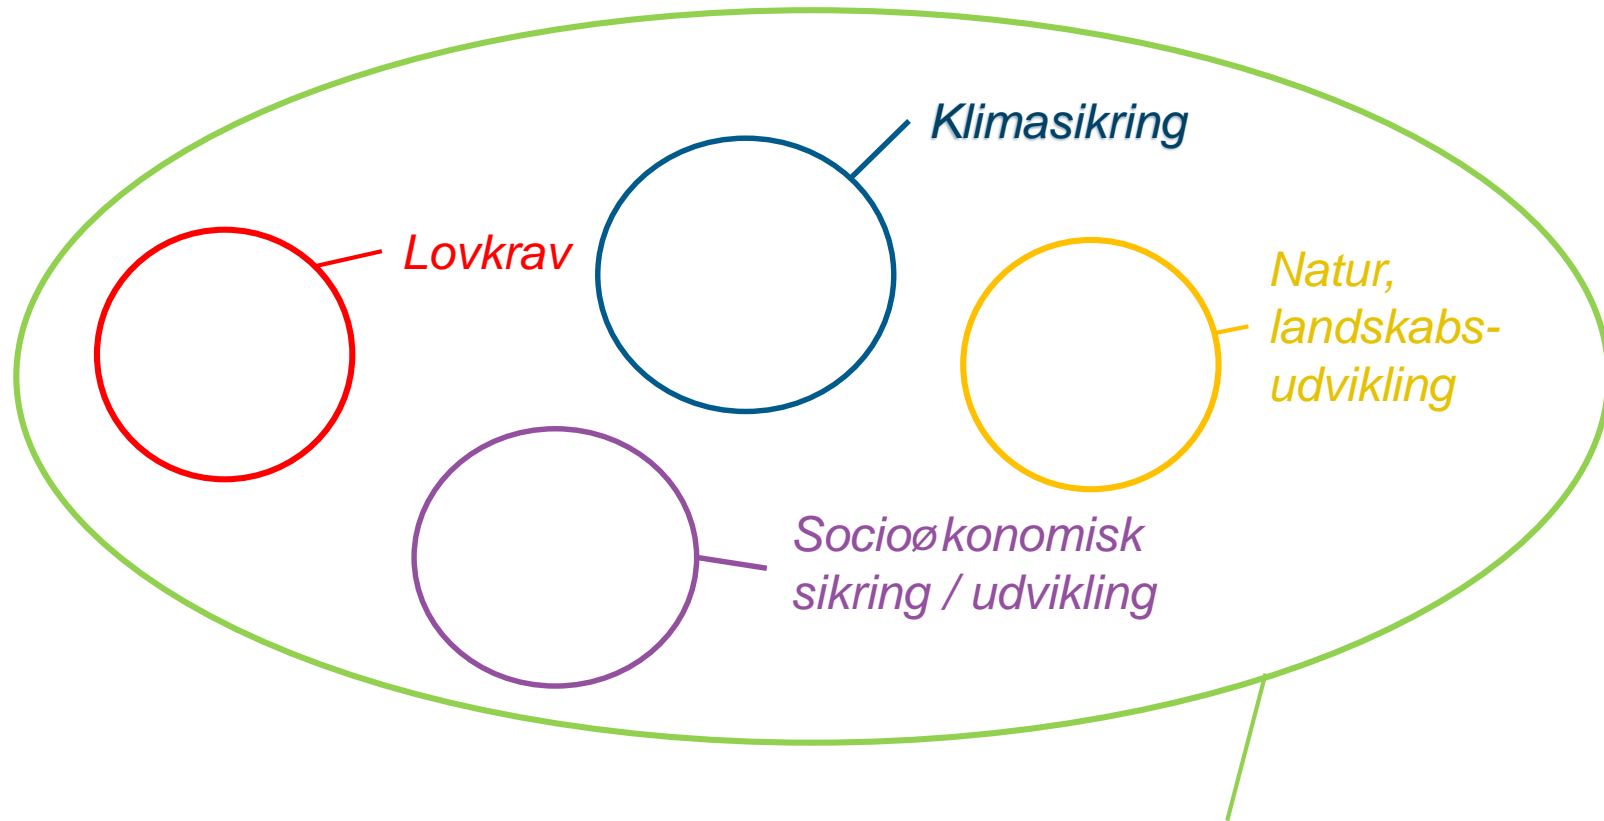 Klimasikring
Lovkrav
Natur,
landskabs-
udvikling
Socioøkonomisk
sikring / udvikling